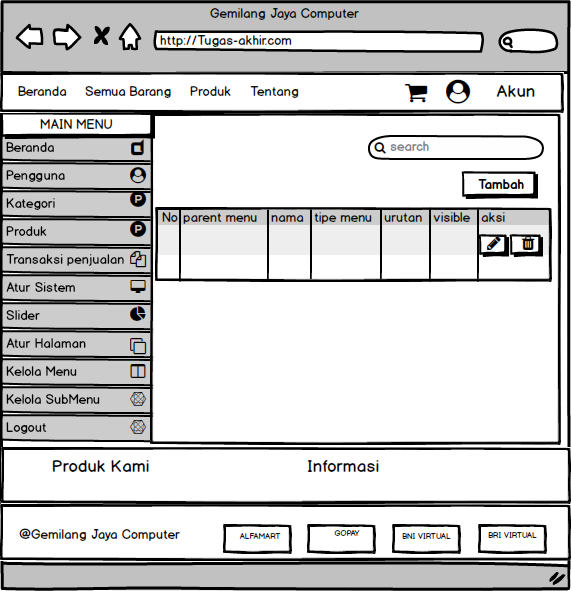 Gemilang Jaya Computer
http://Tugas-akhir.com
Beranda Semua Barang Produk Tentang Akun
MAIN MENU
Beranda
Pengguna
Kategori
Produk
Transaksi penjualan
Atur Sistem
Slider
Atur Halaman
Kelola Menu
Kelola SubMenu
Logout
search
Tambah
No parent menu nama tipe menu urutan visible aksi
Produk Kami Informasi
@Gemilang Jaya Computer ALFAMART GOPAY BNI VIRTUAL BRI VIRTUAL